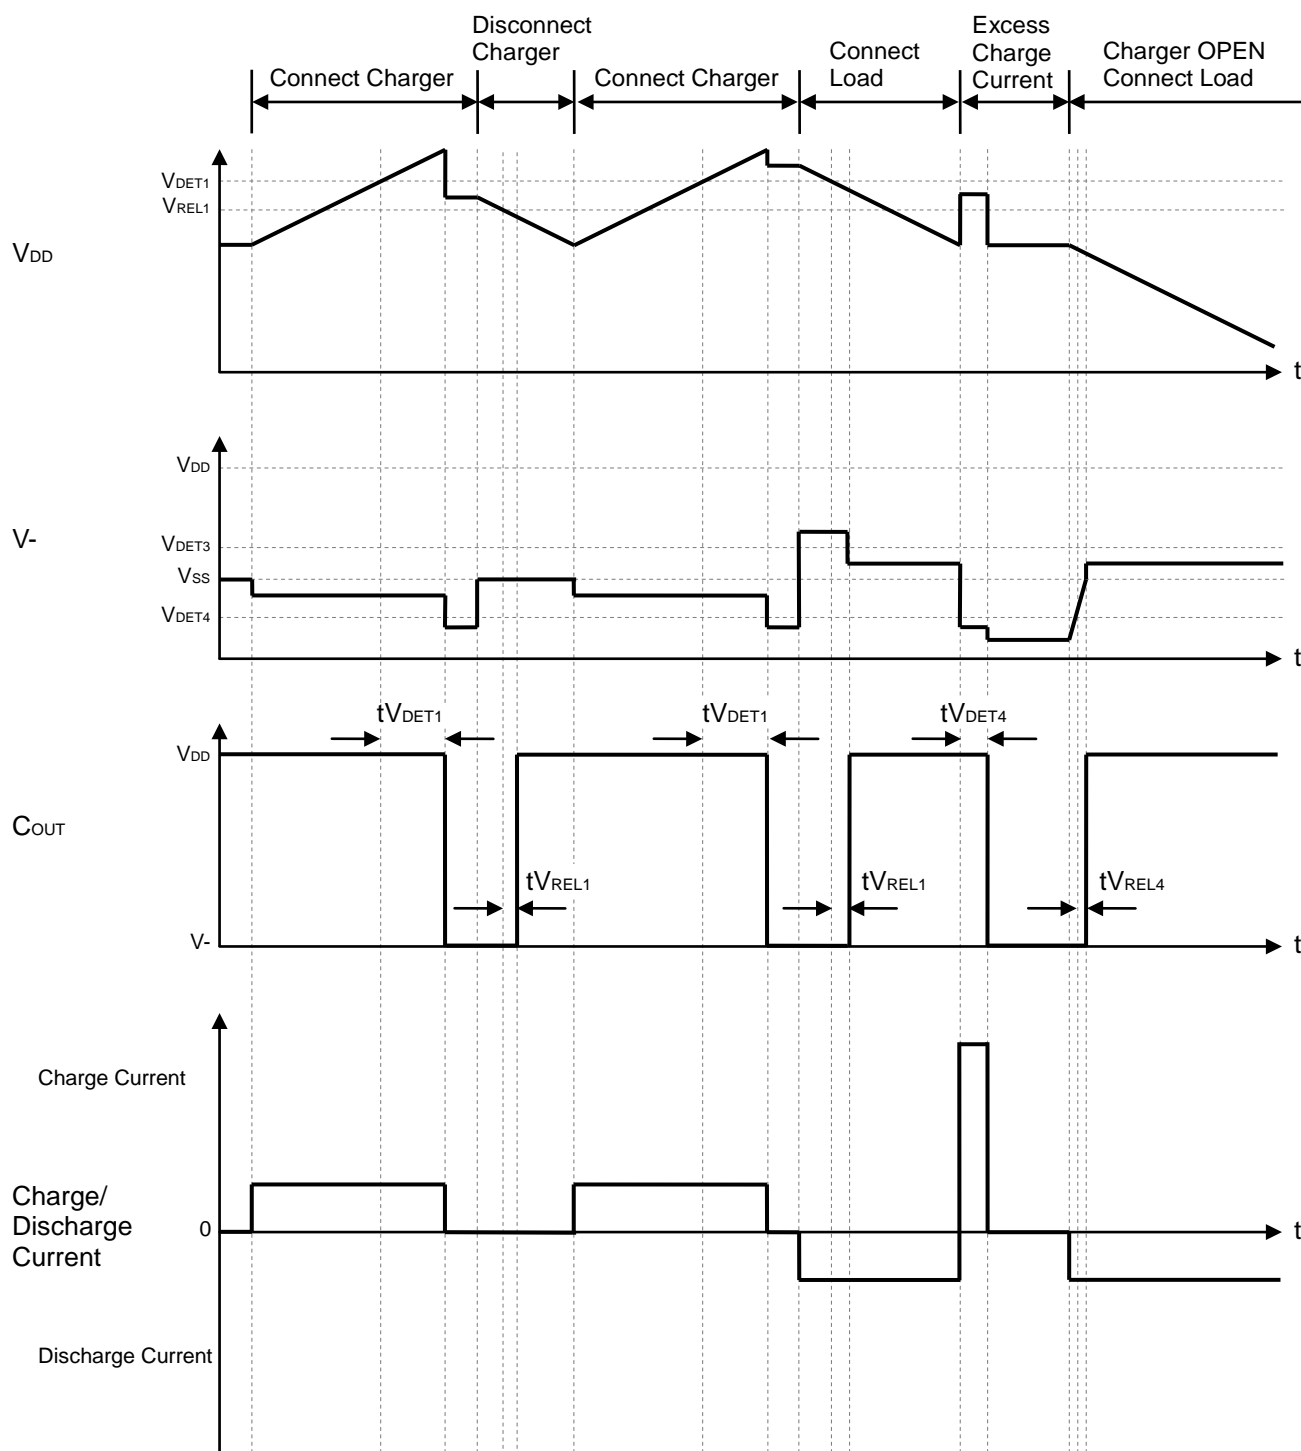 Disconnect
Charger
Excess
Charge
Current
Connect
Load
Charger OPEN
Connect Load
Connect Charger
Connect Charger
VDET1
VREL1
VDD
t
VDD
V-
VDET3
VSS
VDET4
t
tVDET1
tVDET1
tVDET4
VDD
COUT
tVREL1
tVREL1
tVREL4
V-
t
Charge Current
Charge/
Discharge
Current
0
t
Discharge Current